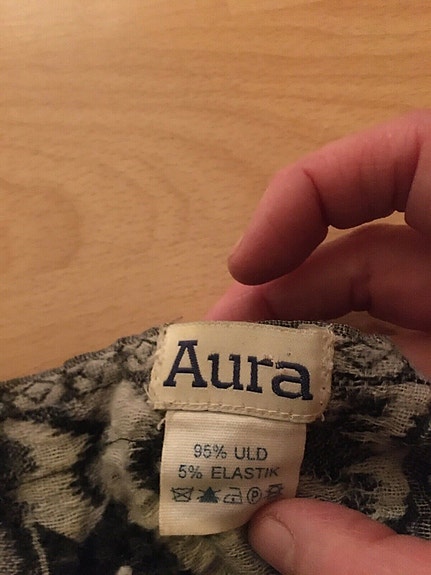 Aura
95% ULD
5% ELASTIK
P